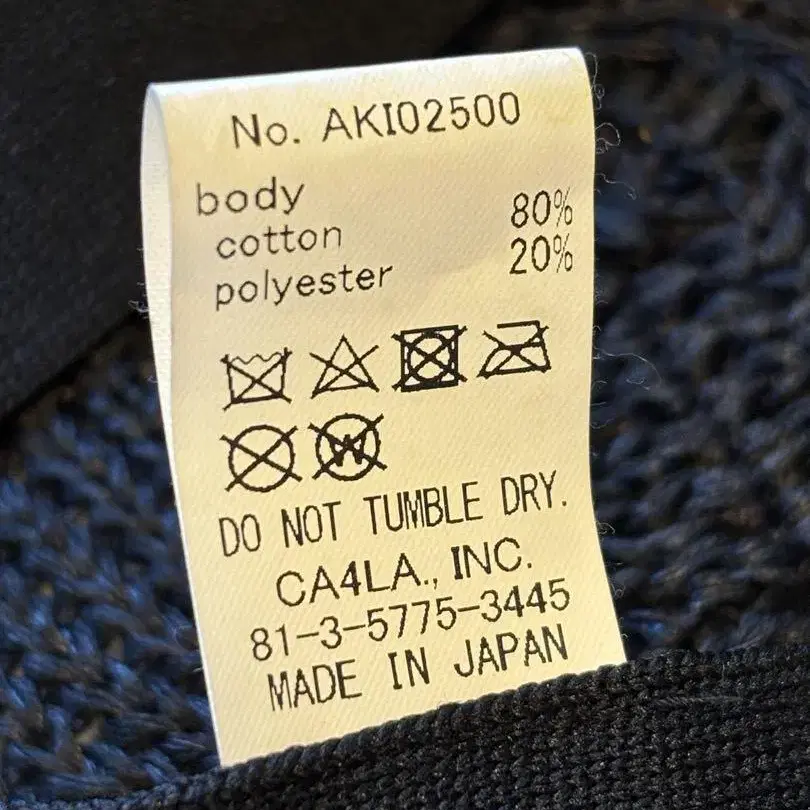 No. AKI02500
body
cotton 80%
polyester 20%
W
DO NOT TUMBLE DRY.
CA4LA., INC.
81-3-5775-3445
MADE IN JAPAN